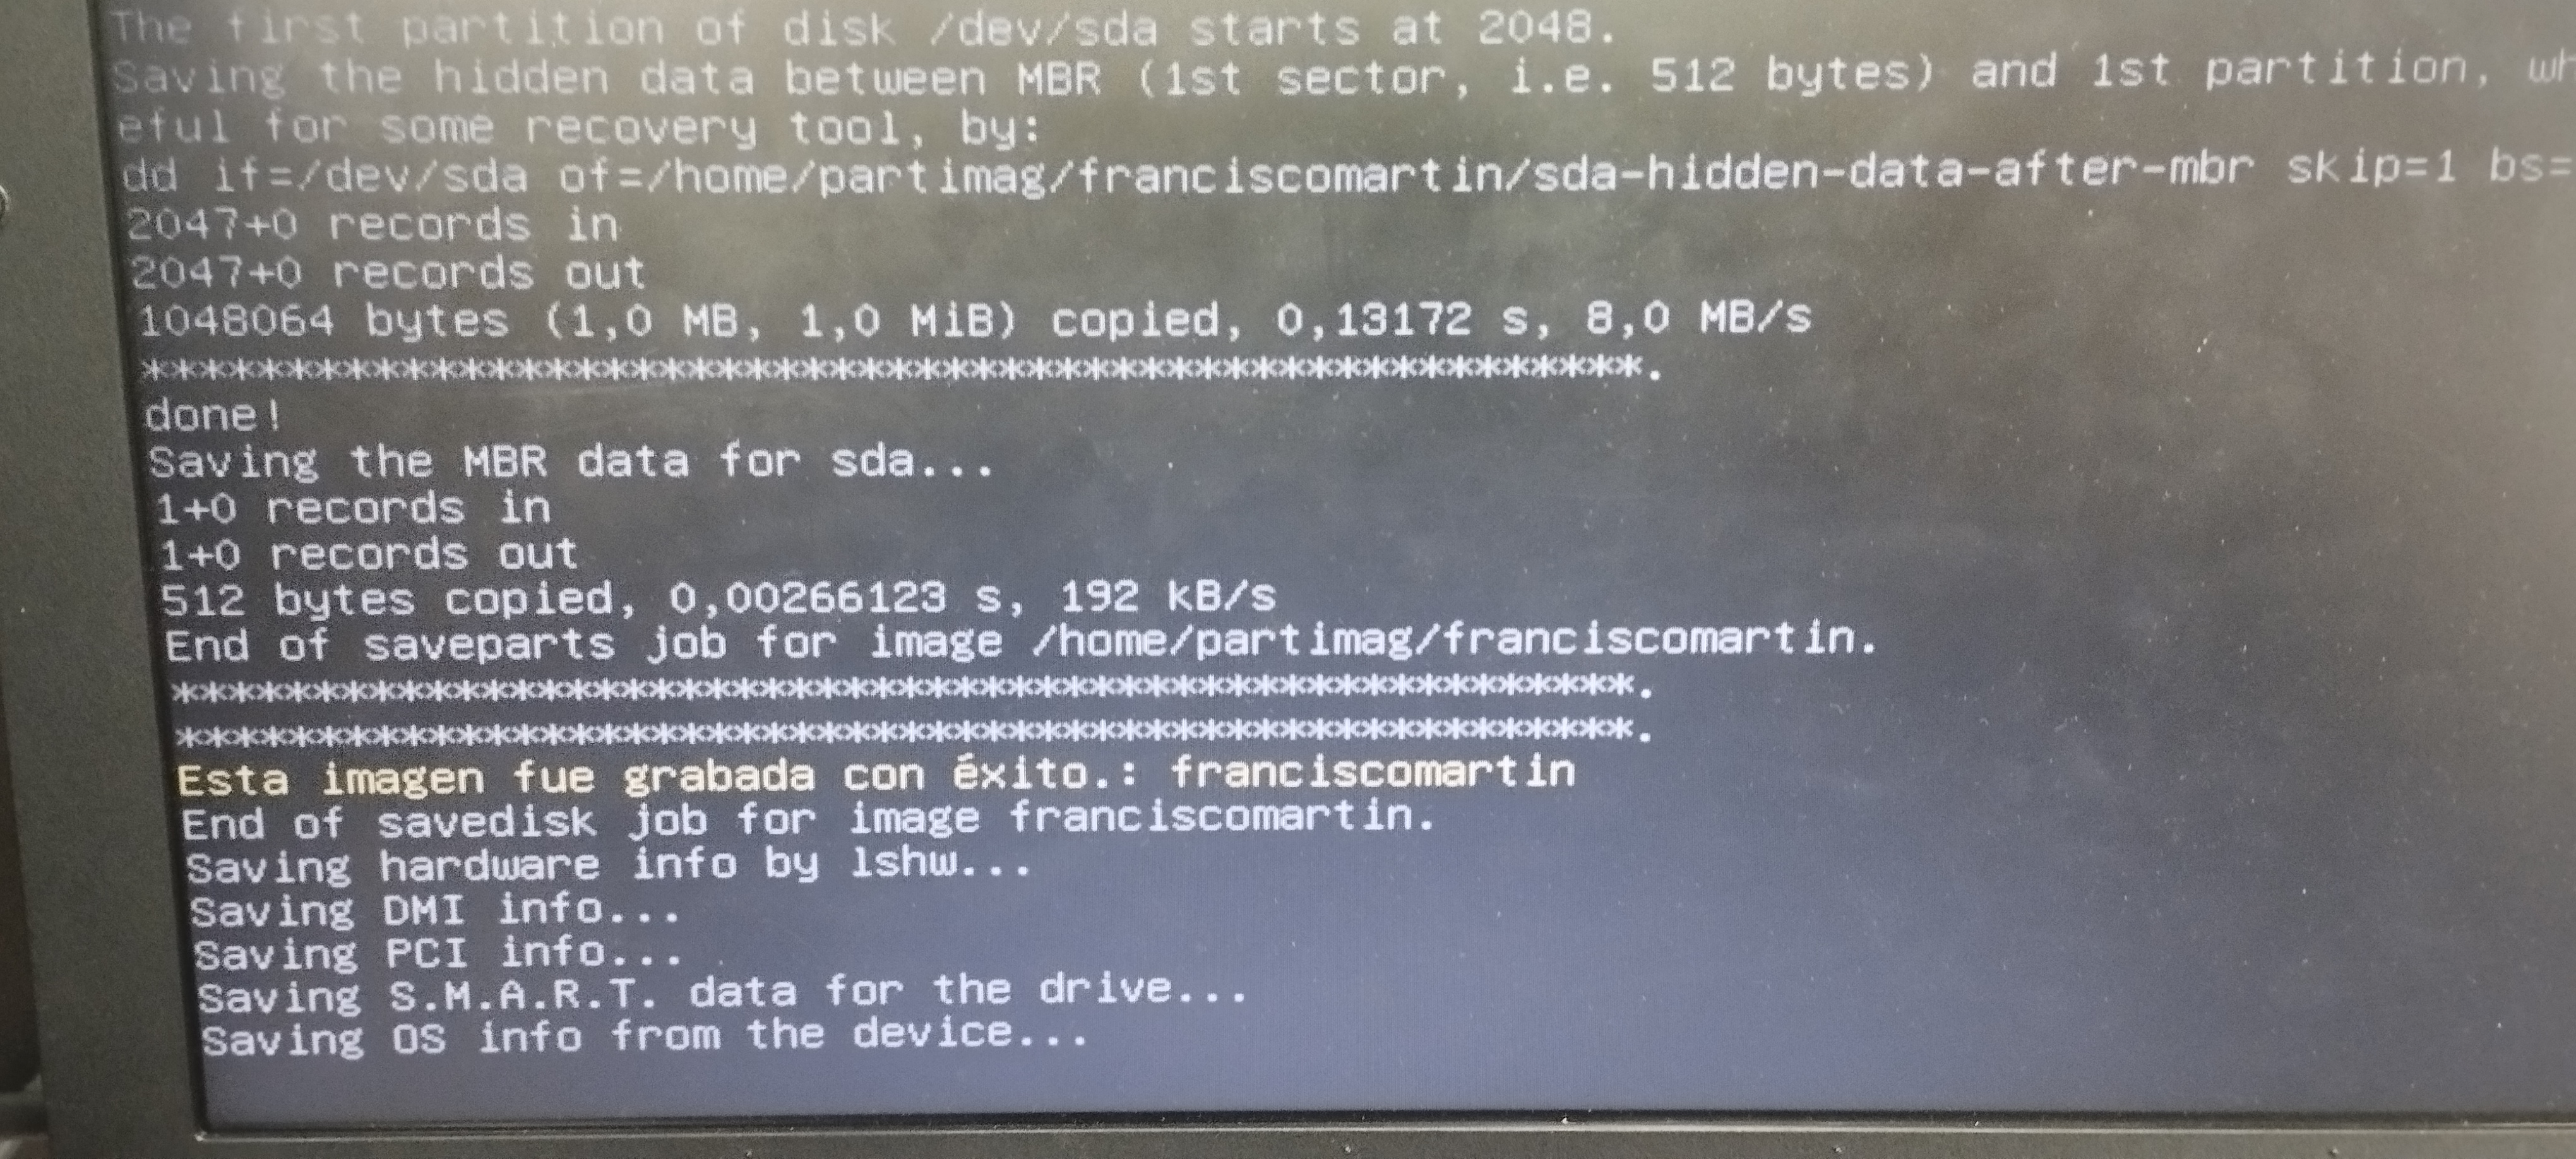 The first partition of disk /dev/sda starts at 2048.
Saving the hidden data between MBR (1st sector, i.e. 512 bytes) and 1st partition,
eful for some recovery tool, by:
dd if=/dev/sda of=/home/partimag/franciscomartin/sda-hidden-data-after-mbr skip=1 bs=
2047+0 records in
2047+0 records out
1048064 bytes (1,0 MB, 1,0 MiB) copied, 0,13172 s, 8,0 MB/s
*****************************************************.
done!
Saving the MBR data for sda...
1+0 records in
1+0 records out
512 bytes copied, 0,00266123 s, 192 kB/s
End of saveparts job for image /home/partimag/franciscomartin.
*****************************************************.
*****************************************************.
Esta imagen fue grabada con éxito.: franciscomartin
End of savedisk job for image franciscomartin.
Saving hardware info by lshw...
Saving DMI info...
Saving PCI info...
Saving S.M.A.R.T. data for the drive...
Saving OS info from the device...